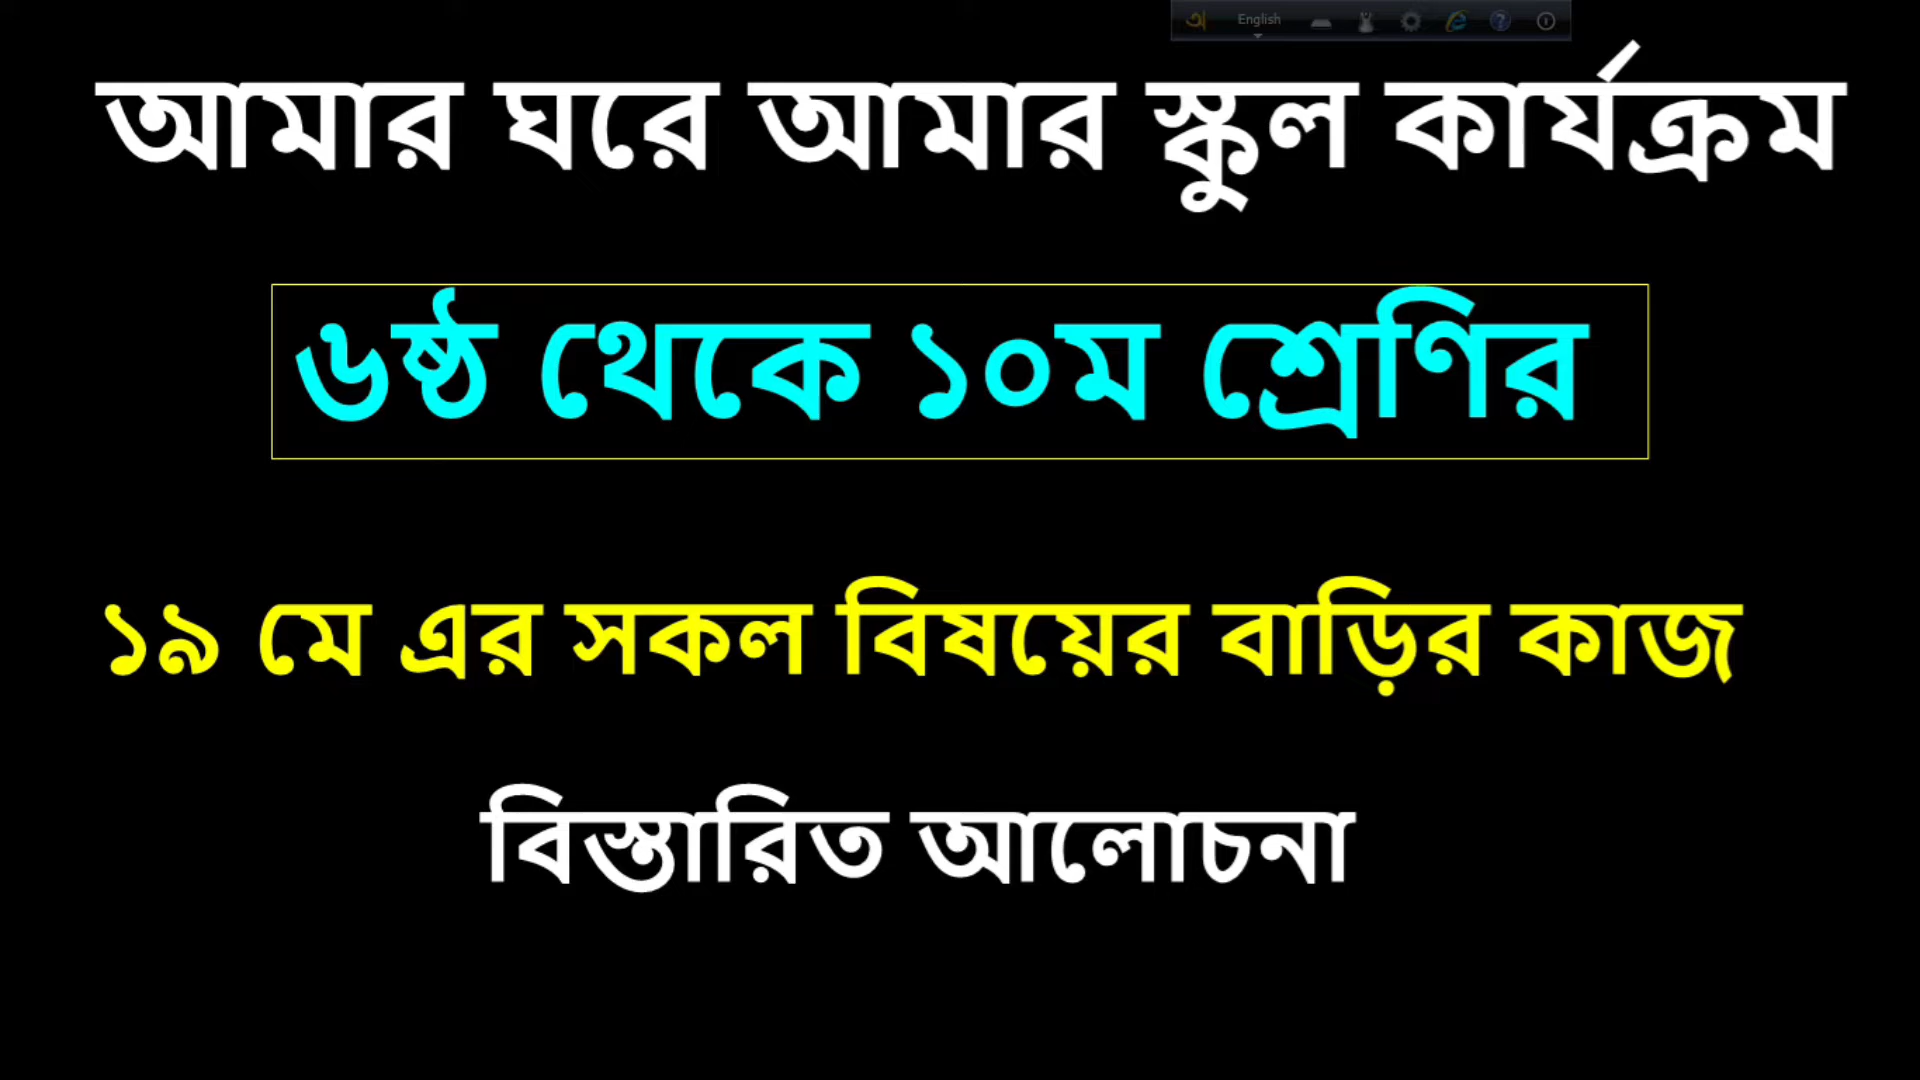 English
আমার ঘরে আমার স্কুল কার্যক্রম
৬ষ্ঠ থেকে ১০ম শ্রেণির
১৯ মে এর সকল বিষয়ের বাড়ির কাজ
বিস্তারিত আলোচনা